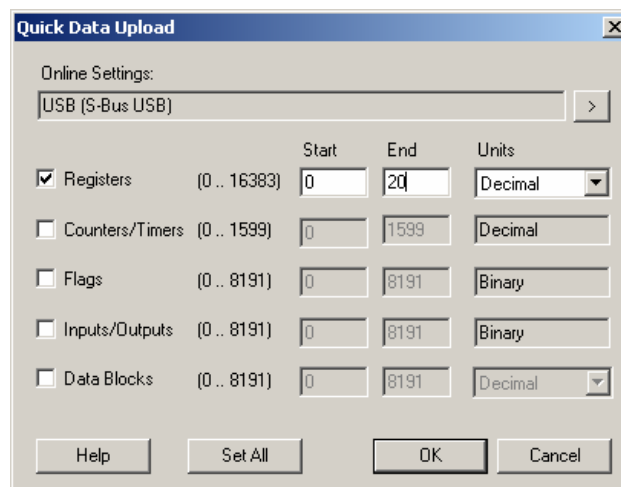 Quick Data Upload
Online Settings:
USB (S-Bus USB)
>
Start End Units
Registers (0 .. 16383) 0 20 Decimal
Counters/Timers (0 .. 1599) 0 1599 Decimal
Flags (0 .. 8191) 0 8191 Binary
Inputs/Outputs (0 .. 8191) 0 8191 Binary
Data Blocks (0 .. 8191) 0 8191 Decimal
Help Set All OK Cancel